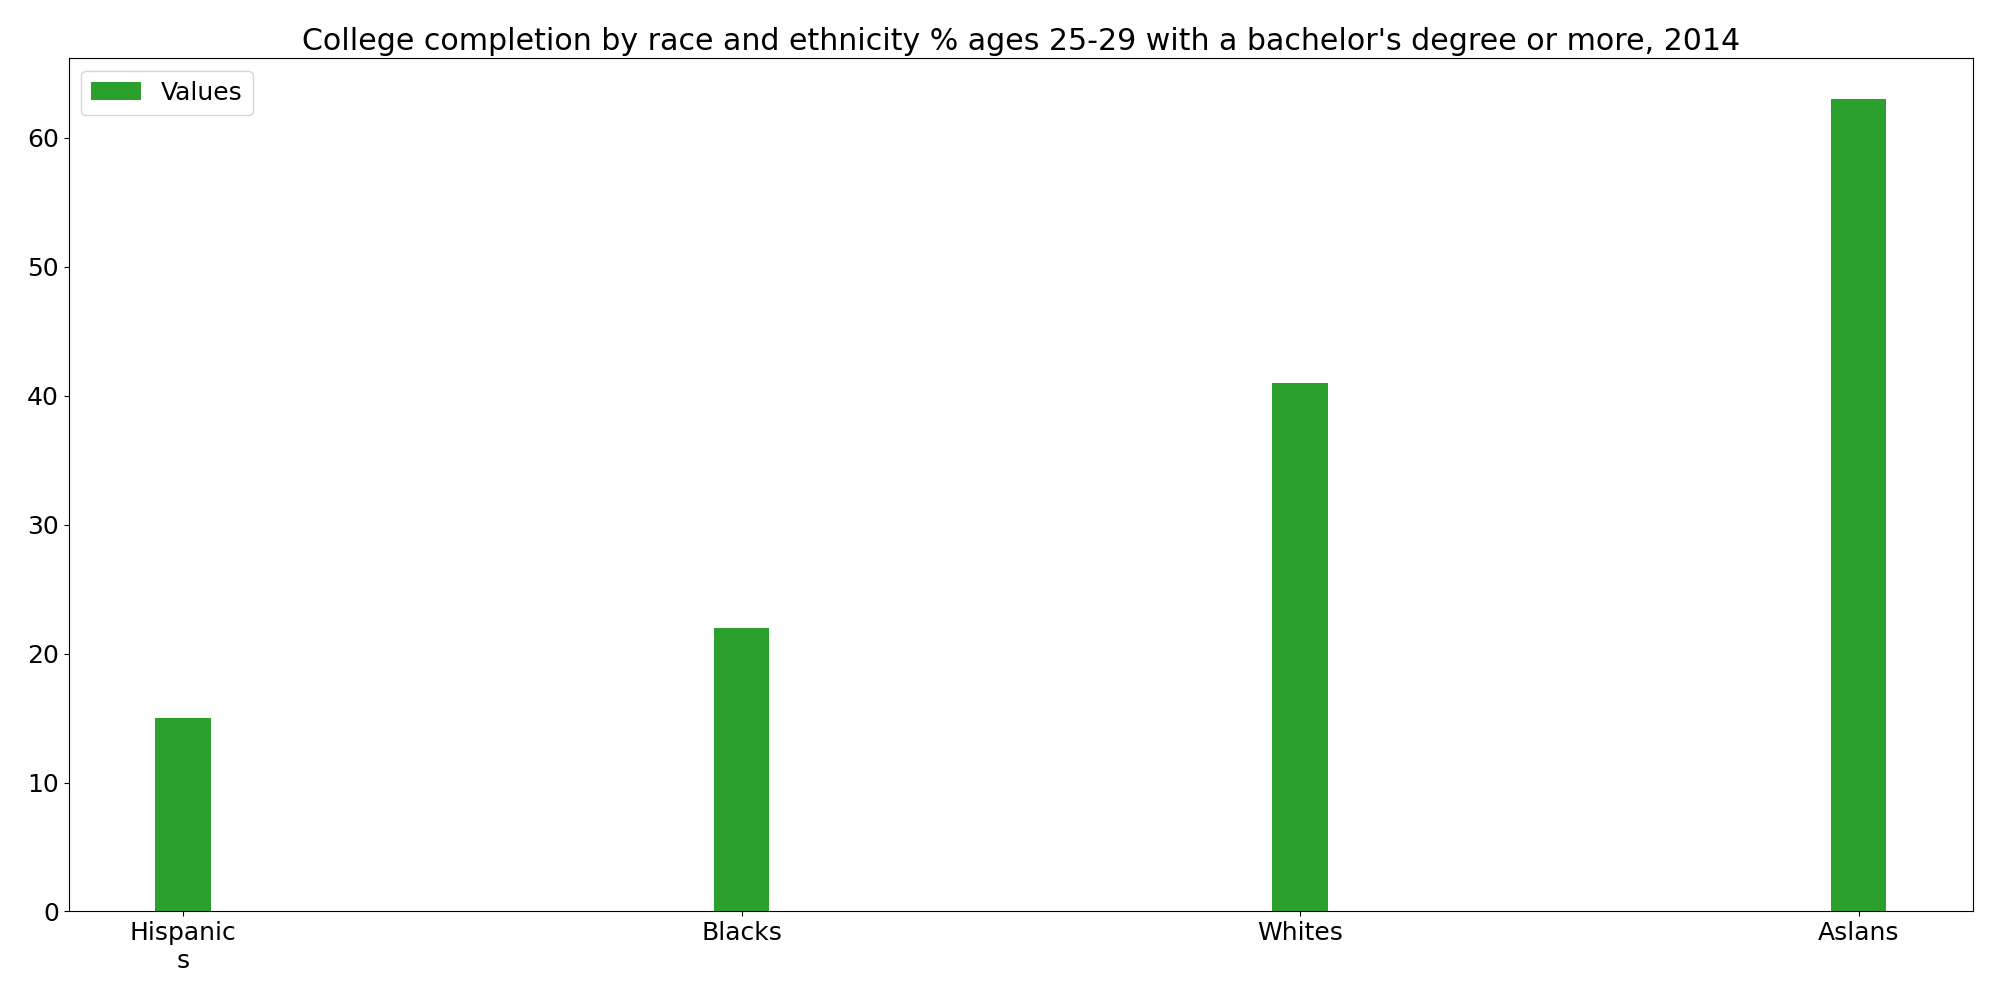 College completion by race and ethnicity % ages 25-29 with a bachelor's degree or more, 2014
Values
60
50
40
30
20
10
0
Hispanic
s
Blacks
Whites
Aslans